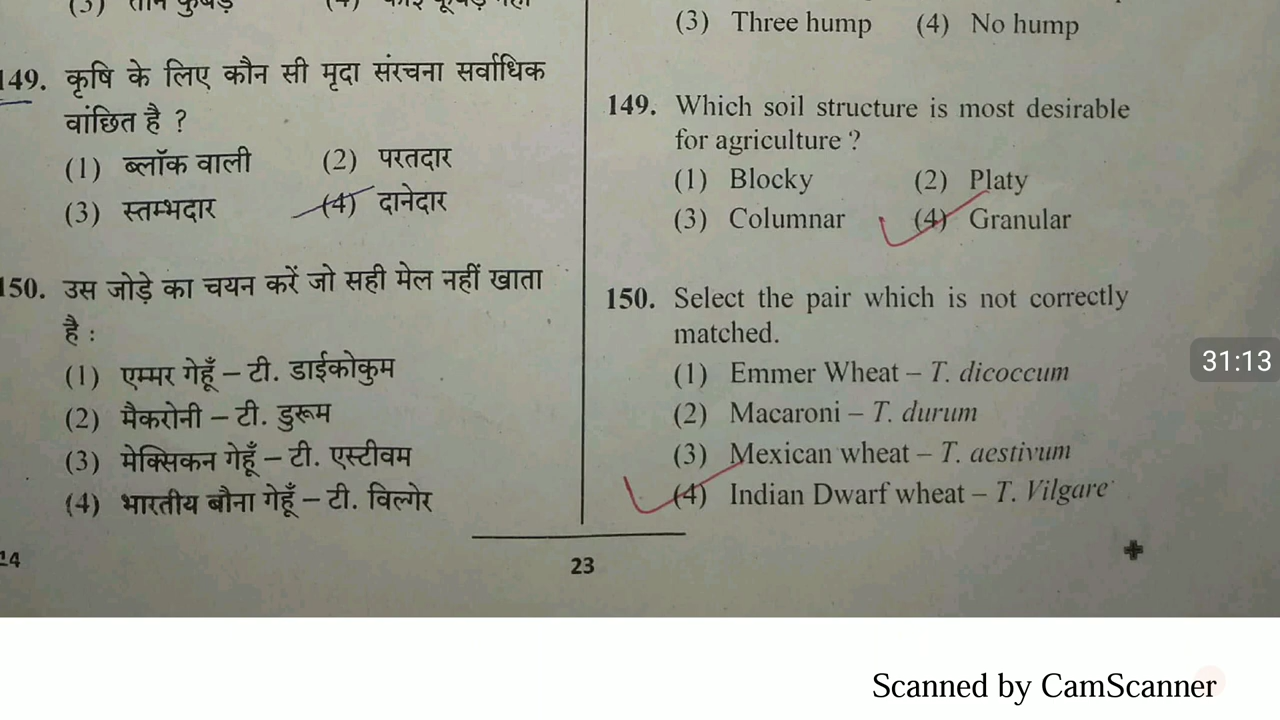 (4)
149. कृषि के लिए कौन सी मृदा संरचना सर्वाधिक
वांछित है ?
(1) ब्लॉक वाली (2) परतदार
(3) स्तम्भदार (4) दानेदार
150. उस जोड़े का चयन करें जो सही मेल नहीं खाता
है :
(1) एम्मर गेहूँ – टी. डाईकोकुम
(2) मैकरोनी – टी. डुरूम
(3) मेक्सिकन गेहूँ – टी. एस्टीवम
(4) भारतीय बौना गेहूँ – टी. विल्गेर
(3) Three hump (4) No hump
149. Which soil structure is most desirable
for agriculture ?
(1) Blocky (2) Platy
(3) Columnar (4) Granular
150. Select the pair which is not correctly
matched.
(1) Emmer Wheat – T. dicoccum
(2) Macaroni – T. durum
(3) Mexican wheat – T. aestivum
(4) Indian Dwarf wheat – T. Vilgare
31:13
14
23
Scanned by CamScanner